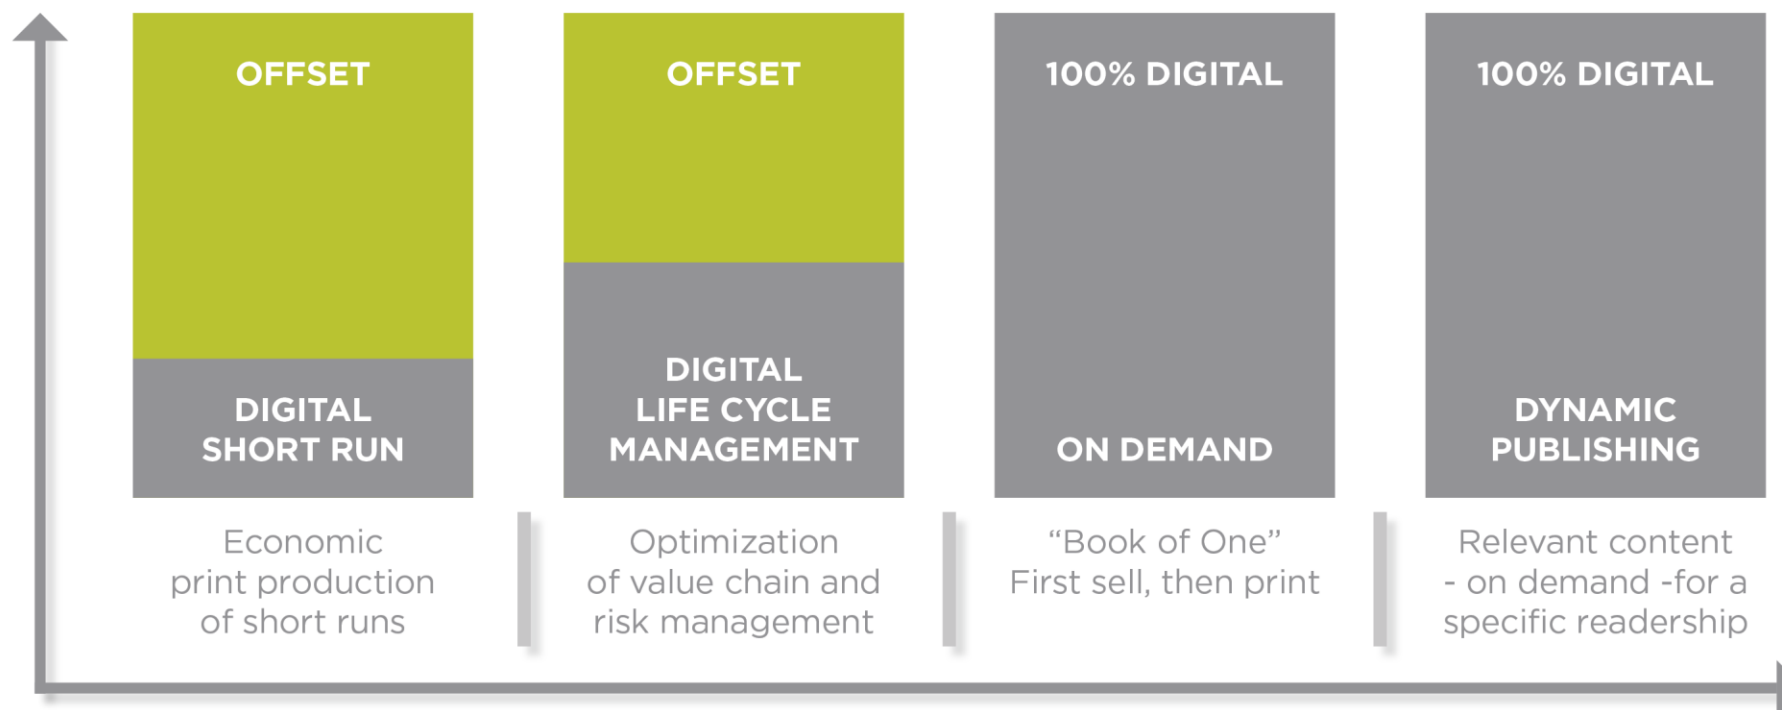 OFFSET
DIGITAL
SHORT RUN
Economic
print production
of short runs
OFFSET
DIGITAL
LIFE CYCLE
MANAGEMENT
Optimization
of value chain and
risk management
100% DIGITAL
ON DEMAND
“Book of One”
First sell, then print
100% DIGITAL
DYNAMIC
PUBLISHING
Relevant content
- on demand -for a
specific readership